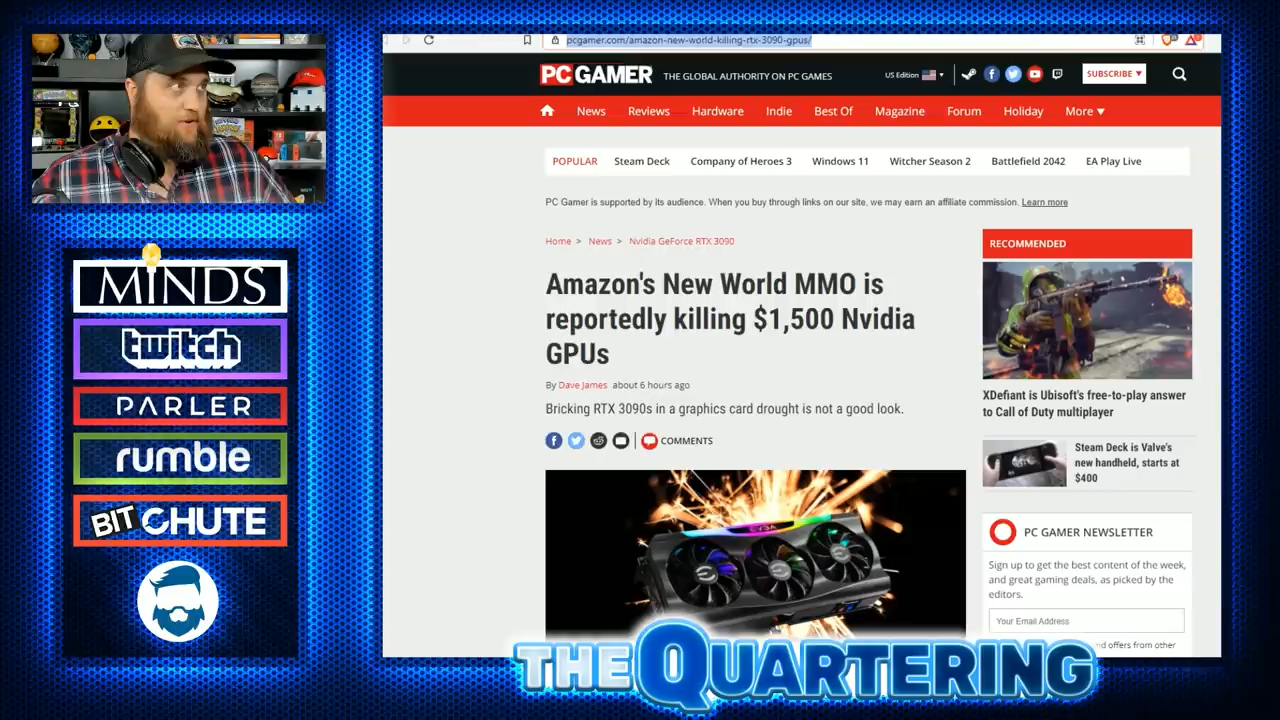 pcgamer.com/amazon-new-world-killing-rtx-3090-gpus/
PC GAMER THE GLOBAL AUTHORITY ON PC GAMES
US Edition
SUBSCRIBE
News Reviews Hardware Indie Best Of Magazine Forum Holiday More
POPULAR Steam Deck Company of Heroes 3 Windows 11 Witcher Season 2 Battlefield 2042 EA Play Live
PC Gamer is supported by its audience. When you buy through links on our site, we may earn an affiliate commission. Learn more
Home > News > Nvidia GeForce RTX 3090
Amazon's New World MMO is
reportedly killing $1,500 Nvidia
GPUs
By Dave James about 6 hours ago
Bricking RTX 3090s in a graphics card drought is not a good look.
COMMENTS
EVGA
RECOMMENDED
XDefiant is Ubisoft's free-to-play answer
to Call of Duty multiplayer
Steam Deck is Valve's
new handheld, starts at
$400
PC GAMER NEWSLETTER
Sign up to get the best content of the week,
and great gaming deals, as picked by the
editors.
Your Email Address
nd offers from other
MINDS
twitch
PARLER
rumble
BITCHUTE
THE QUARTERING